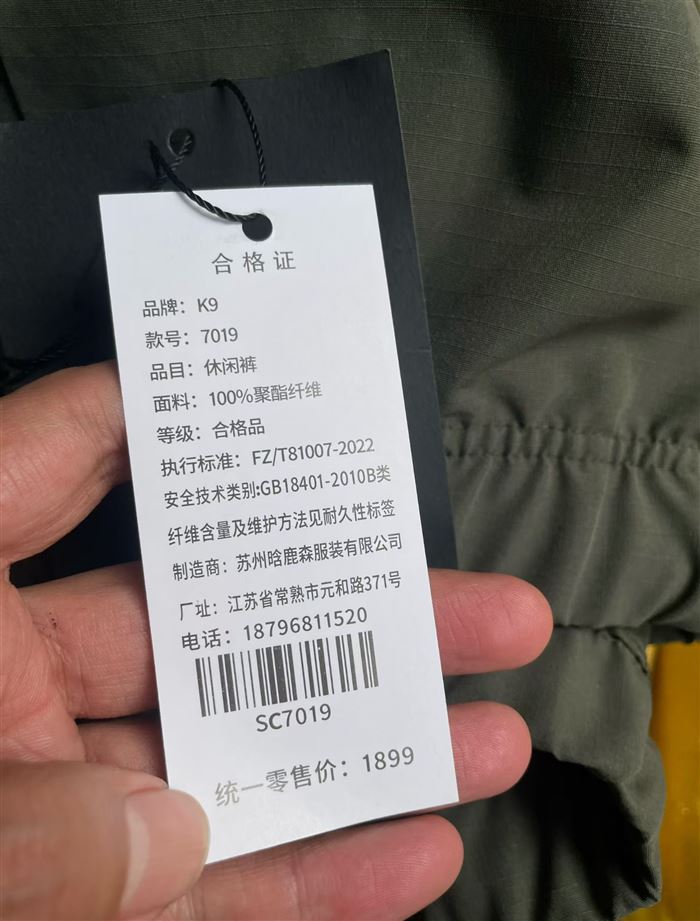 合格证
品牌：K9
款号：7019
品目：休闲裤
面料：100%聚酯纤维
等级：合格品
执行标准：FZ/T81007-2022
安全技术类别:GB18401-2010B类
纤维含量及维护方法见耐久性标签
制造商：苏州晗鹿森服装有限公司
厂址：江苏省常熟市元和路371号
电话：18796811520
SC7019
统一零售价：1899